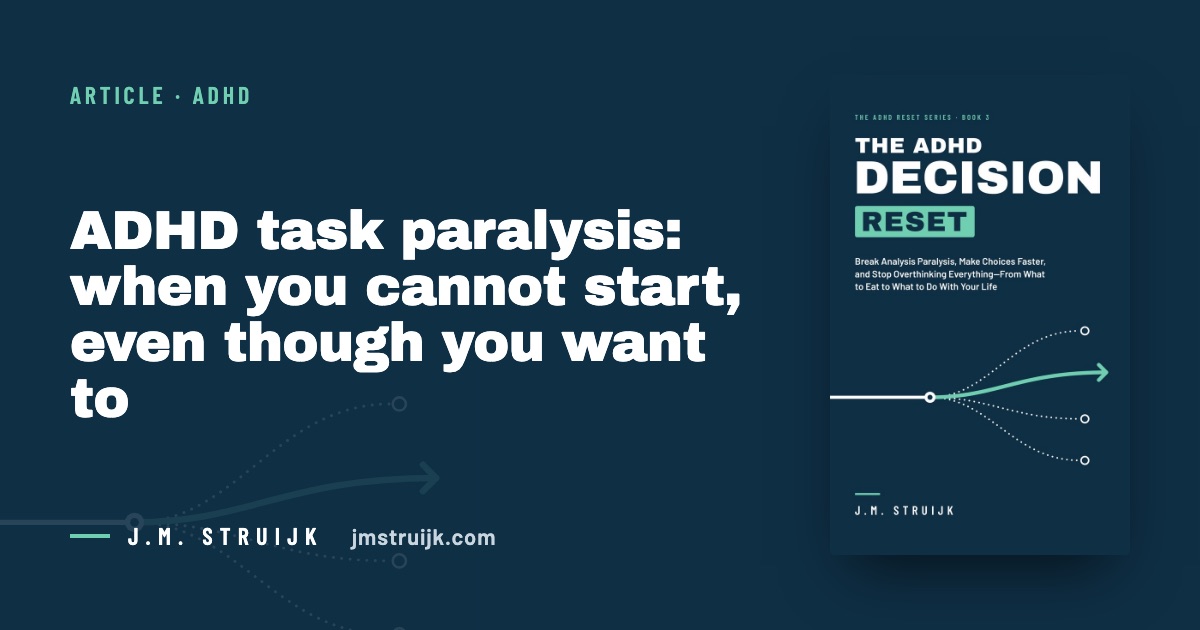 ARTICLE · ADHD
ADHD task paralysis:
when you cannot start,
even though you want
to
J.M. STRUIJK jmstruijk.com
THE ADHD RESET SERIES · BOOK 3
THE ADHD
DECISION
RESET
Break Analysis Paralysis, Make Choices Faster,
and Stop Overthinking Everything—From What
to Eat to What to Do With Your Life
J.M. STRUIJK